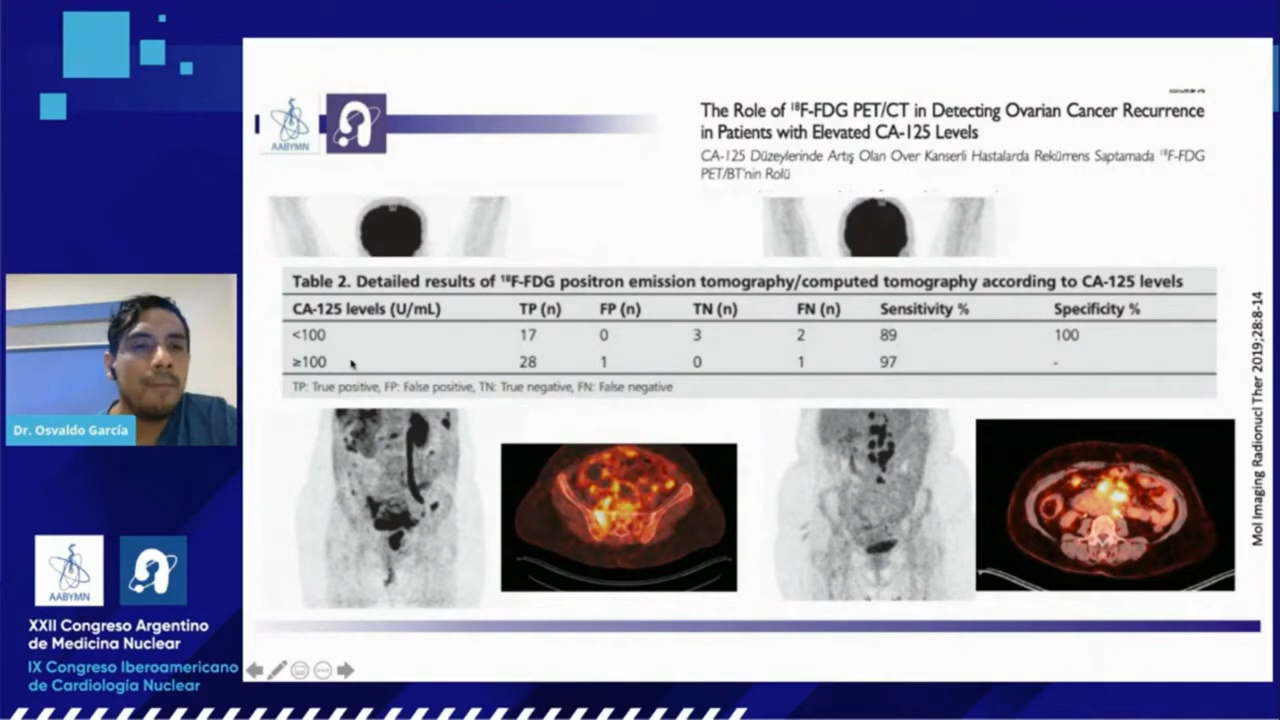 AABYMN
The Role of ¹⁸F-FDG PET/CT in Detecting Ovarian Cancer Recurrence
in Patients with Elevated CA-125 Levels
CA-125 Düzeylerinde Artış Olan Over Kanserli Hastalarda Rekürrens Saptamada ¹⁸F-FDG
PET/BT'nin Rolü
Table 2. Detailed results of ¹⁸F-FDG positron emission tomography/computed tomography according to CA-125 levels
CA-125 levels (U/mL) TP (n) FP (n) TN (n) FN (n) Sensitivity % Specificity %
<100 17 0 3 2 89 100
≥100 28 1 0 1 97 -
TP: True positive, FP: False positive, TN: True negative, FN: False negative
Mol Imaging Radionucl Ther 2019;28:8-14
Dr. Osvaldo García
AABYMN
XXII Congreso Argentino
de Medicina Nuclear
IX Congreso Iberoamericano
de Cardiología Nuclear